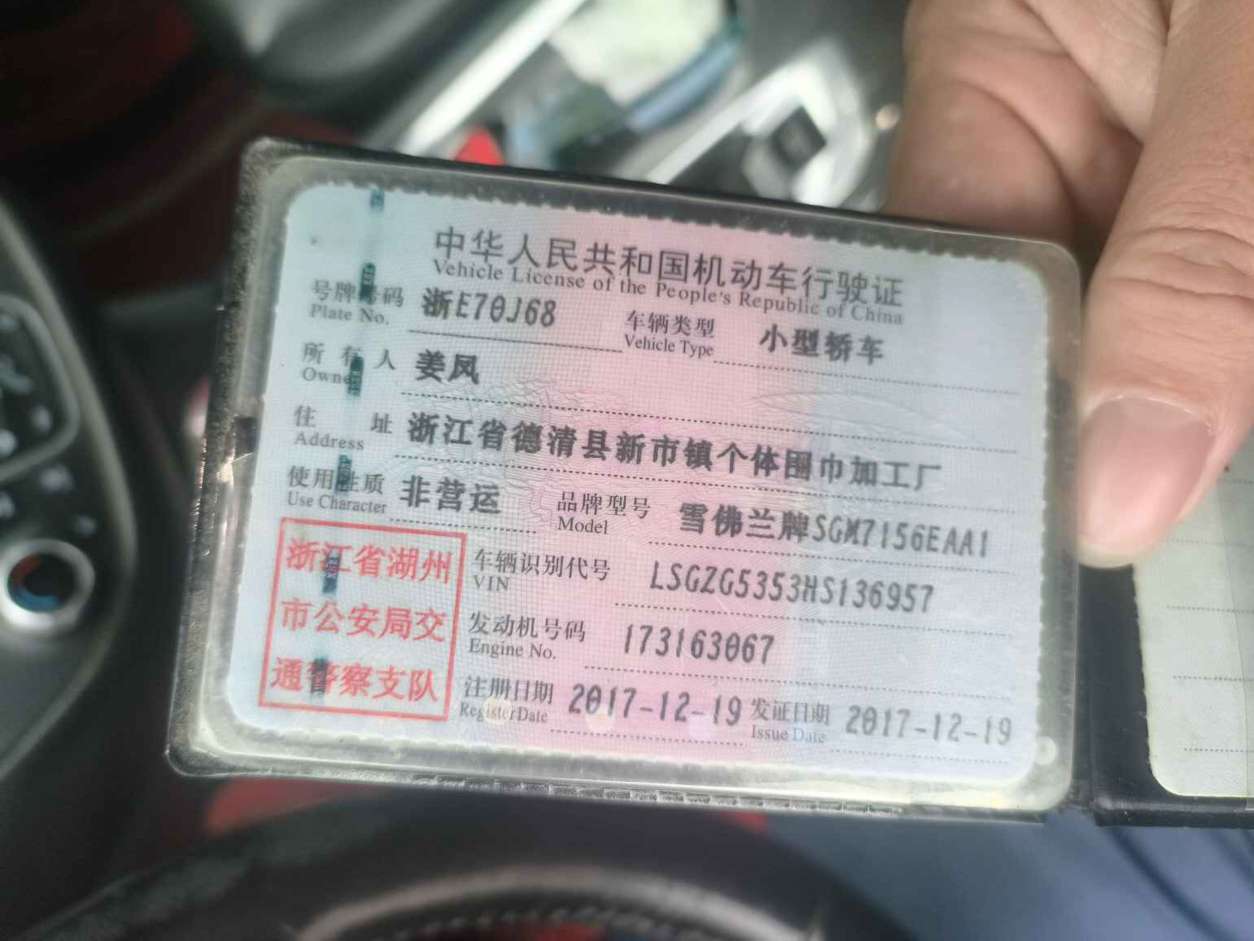 中华人民共和国机动车行驶证
Vehicle License of the People's Republic of China
号牌号码 浙E70J68 车辆类型 小型轿车
Plate No. Vehicle Type
所有人 姜凤
Owner
住址 浙江省德清县新市镇个体围巾加工厂
Address
使用性质 非营运 品牌型号 雪佛兰牌SGM7156EAA1
Use Character Model
浙江省湖州
市公安局交
通警察支队
车辆识别代号 LSGZG5353HS136957
VIN
发动机号码 173163067
Engine No.
注册日期 2017-12-19 发证日期 2017-12-19
Register Date Issue Date